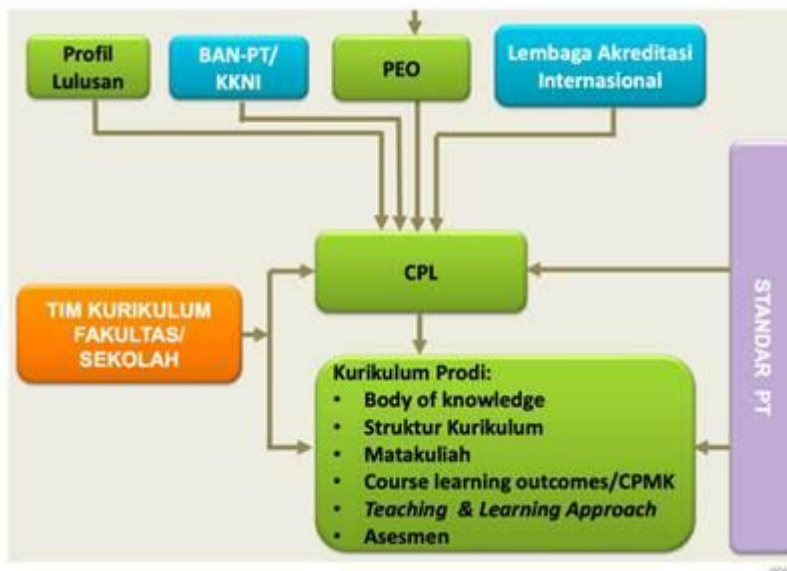 Profil
Lulusan
BAN-PT/
KKNI
PEO
Lembaga Akreditasi
Internasional
CPL
TIM KURIKULUM
FAKULTAS/
SEKOLAH
STANDAR PT
Kurikulum Prodi:
• Body of knowledge
• Struktur Kurikulum
• Matakuliah
• Course learning outcomes/CPMK
• Teaching & Learning Approach
• Asesmen